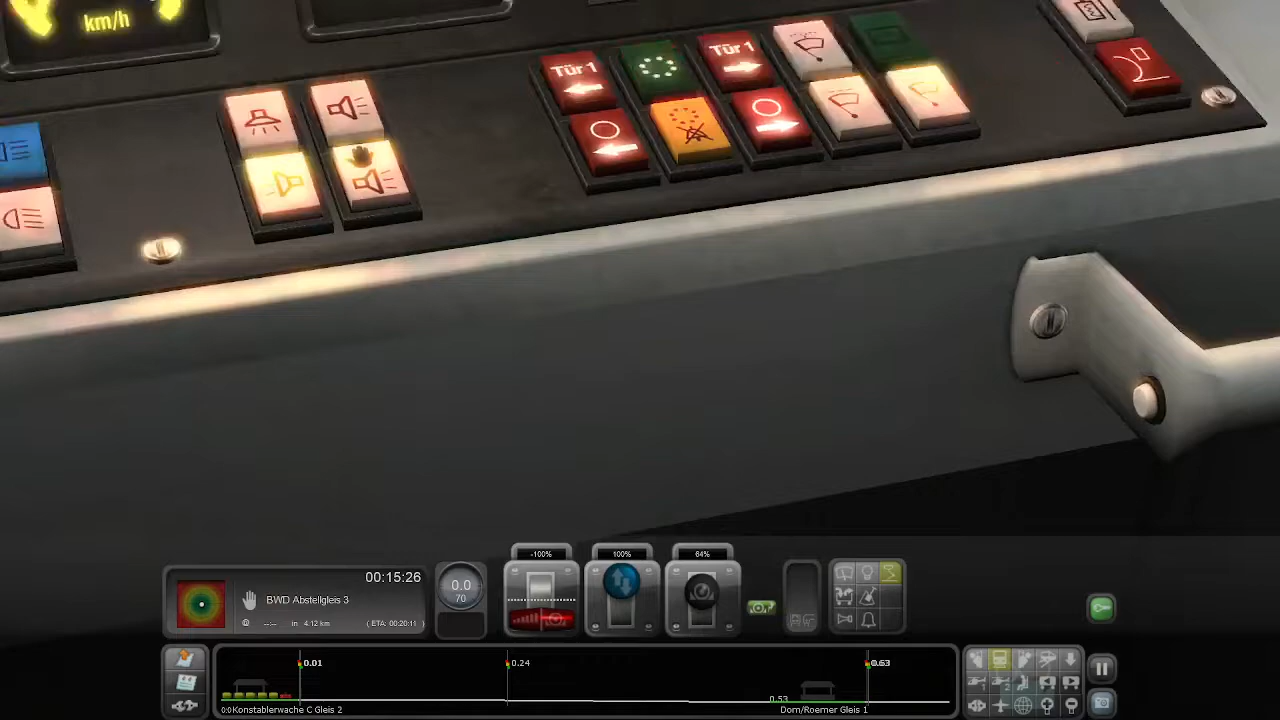 km/h
Tür 1
Tür 1
-100%
100%
64%
00:15:26
BWD Abstellgleis 3
--:-- in 4.12 km ( ETA: 00:20:11 )
0.0
70
0.01
0.24
0.63
0.53
0:0 Konstablerwache C Gleis 2
Dom/Roemer Gleis 1